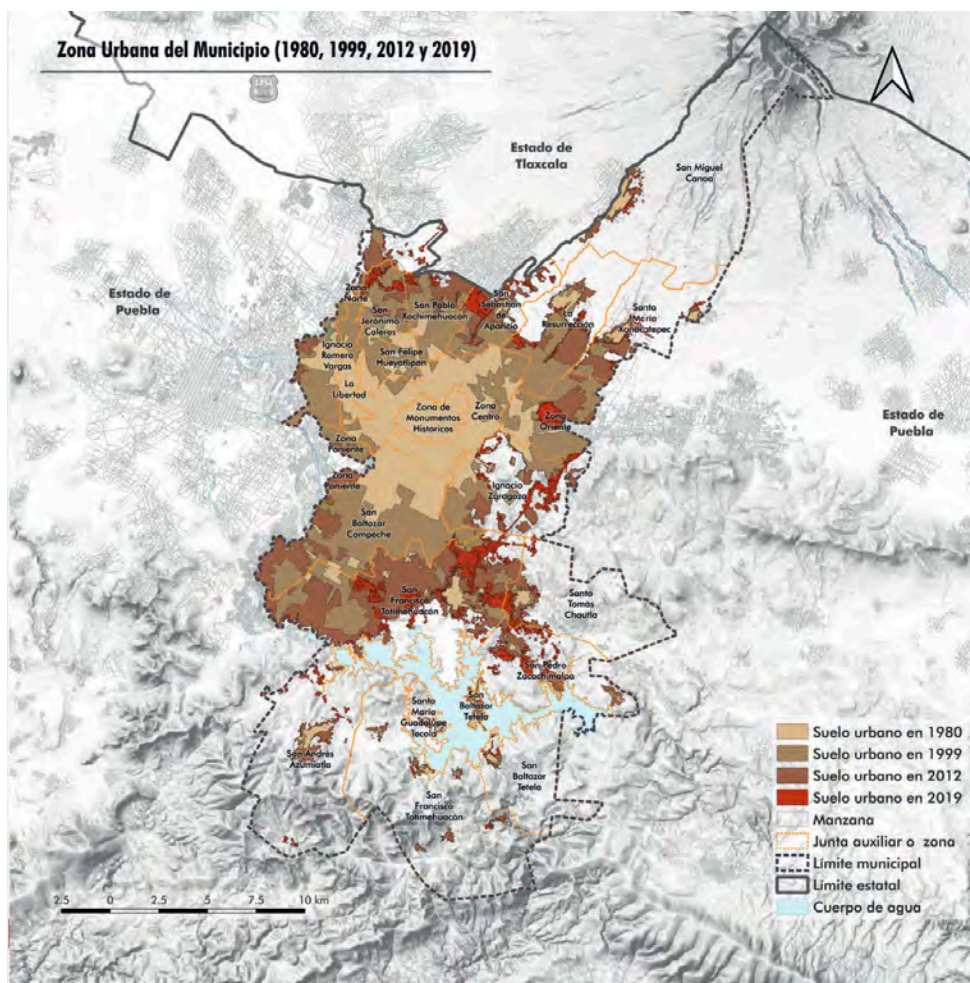 Zona Urbana del Municipio (1980, 1999, 2012 y 2019)
Estado de
Tlaxcala
San Miguel
Canoa
Estado de
Puebla
Zona
Norte
San
Jerónimo
Caleras
San Pablo
Xochimehuacán
San
Sebastián
de
Aparicio
La
Resurrección
Santa
María
Xonacatepec
Ignacio
Romero
Vargas
San Felipe
Hueyotlipan
La
Libertad
Zona de
Monumentos
Históricos
Zona
Centro
Zona
Oriente
Estado de
Puebla
Zona
Poniente
Zona
Poniente
Ignacio
Zaragoza
San
Baltazar
Campeche
San
Francisco
Totimehuacán
Santo
Tomás
Chautla
San Pedro
Zacachimalpa
Santa
María
Guadalupe
Tecola
San
Baltazar
Tetela
San Andrés
Azumiatla
San
Baltazar
Tetela
San
Francisco
Totimehuacán
Suelo urbano en 1980
Suelo urbano en 1999
Suelo urbano en 2012
Suelo urbano en 2019
Manzana
Junta auxiliar o zona
Límite municipal
Límite estatal
Cuerpo de agua
2.5 0 2.5 5 7.5 10 km